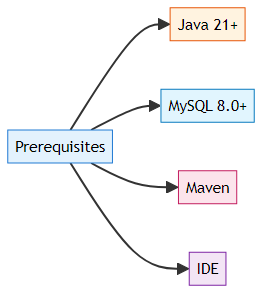 Java 21+
MySQL 8.0+
Prerequisites
Maven
IDE